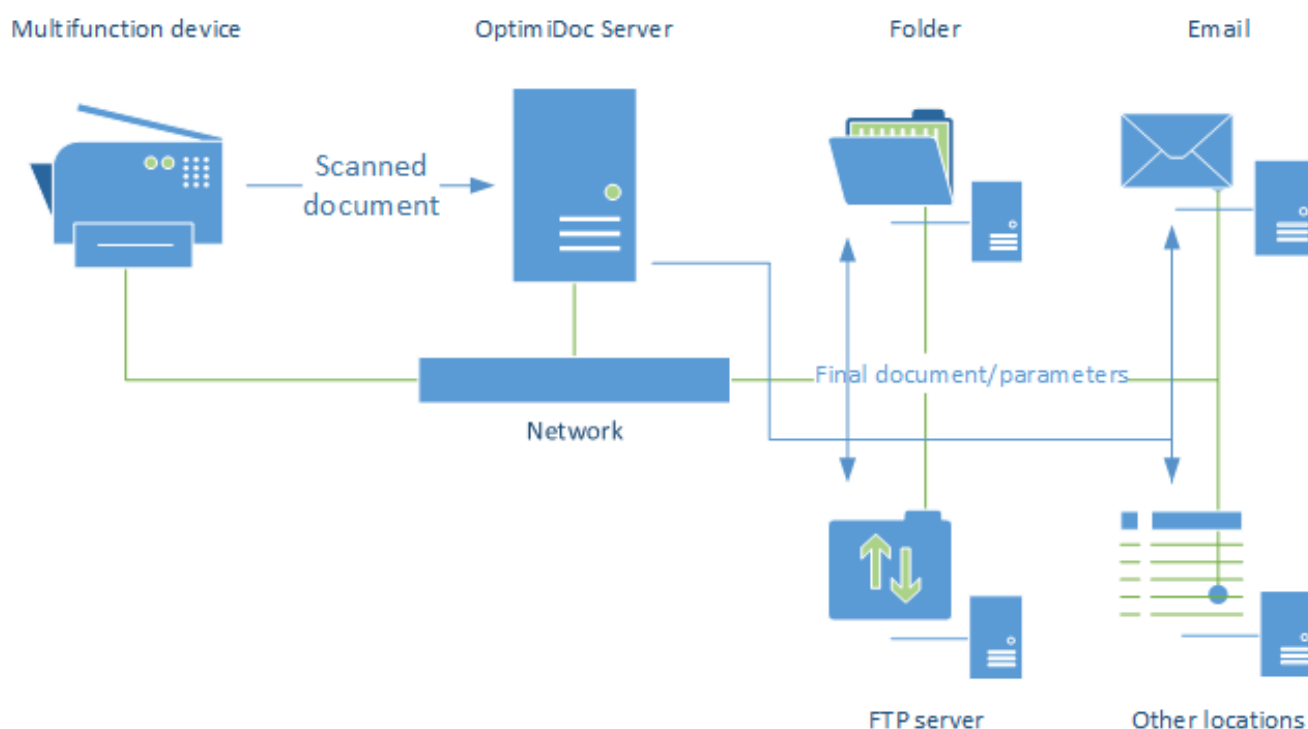 Multifunction device
OptimiDoc Server
Folder
Email
Scanned
document
Final document/parameters
Network
FTP server
Other locations